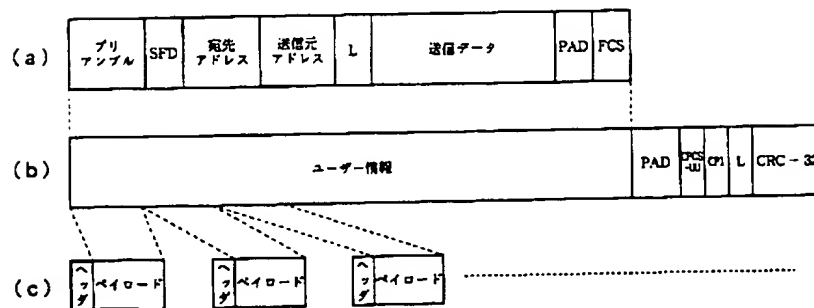 (a) プリアンブル SFD 宛先アドレス 送信元アドレス L 送信データ PAD FCS
(b) ユーザー情報 PAD CPCS-UU CPI L CRC-32
(c) ヘッダ ペイロード ヘッダ ペイロード ヘッダ ペイロード